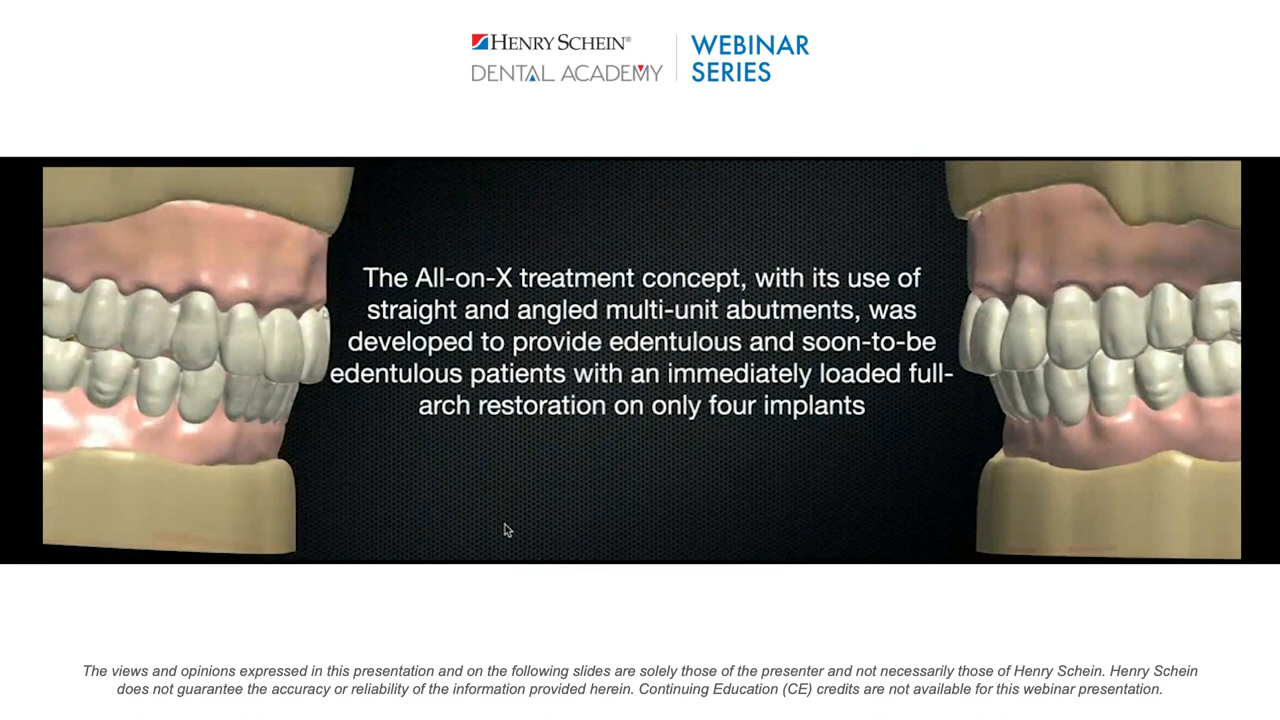 HENRY SCHEIN®
DENTAL ACADEMY
WEBINAR
SERIES
The All-on-X treatment concept, with its use of
straight and angled multi-unit abutments, was
developed to provide edentulous and soon-to-be
edentulous patients with an immediately loaded full-
arch restoration on only four implants
The views and opinions expressed in this presentation and on the following slides are solely those of the presenter and not necessarily those of Henry Schein. Henry Schein
does not guarantee the accuracy or reliability of the information provided herein. Continuing Education (CE) credits are not available for this webinar presentation.